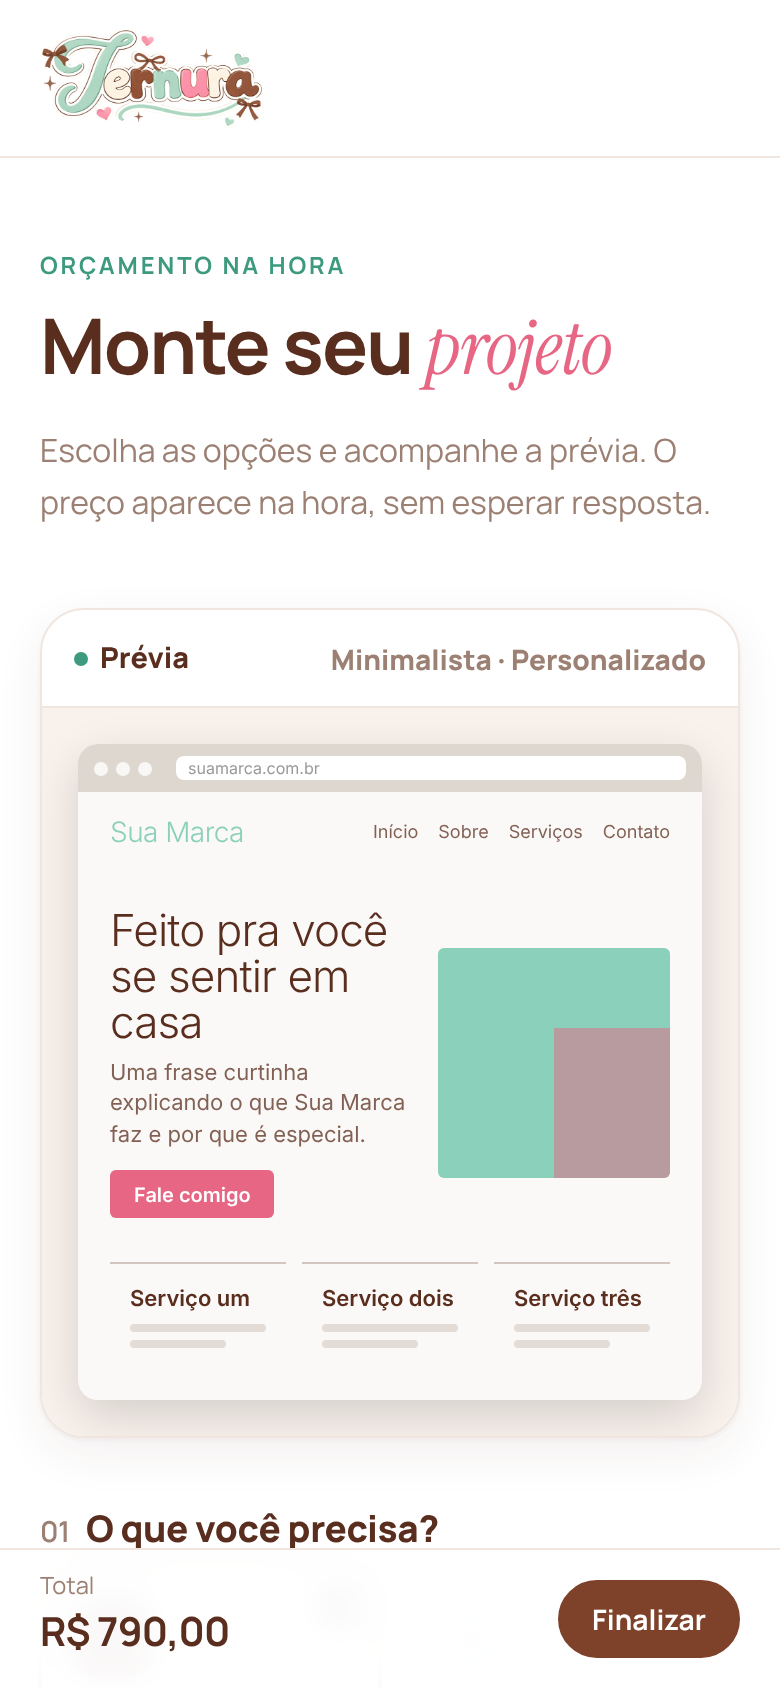 Ternura
ORÇAMENTO NA HORA
Monte seu projeto
Escolha as opções e acompanhe a prévia. O
preço aparece na hora, sem esperar resposta.
Prévia
Minimalista · Personalizado
suamarca.com.br
Sua Marca
Início Sobre Serviços Contato
Feito pra você
se sentir em
casa
Uma frase curtinha
explicando o que Sua Marca
faz e por que é especial.
Fale comigo
Serviço um
Serviço dois
Serviço três
01 O que você precisa?
Total
R$ 790,00
Finalizar